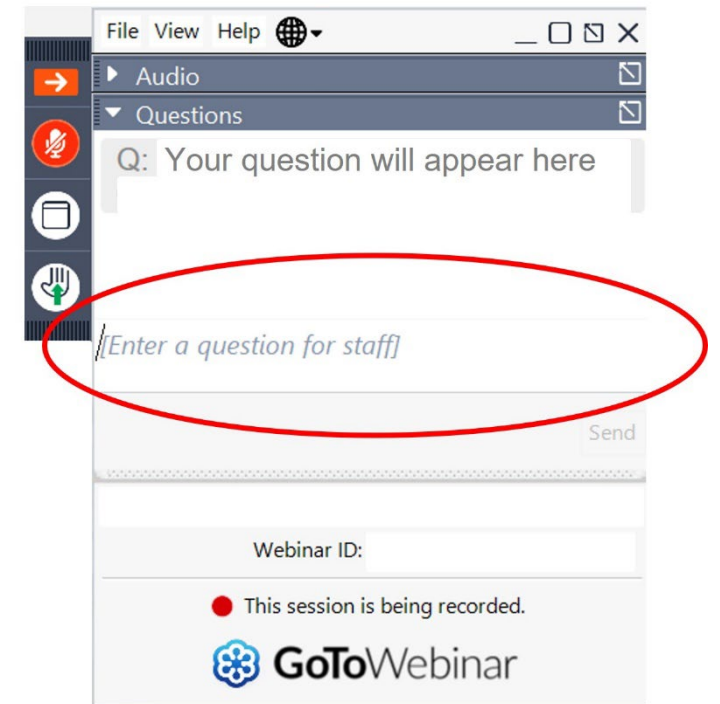 File View Help
Audio
Questions
Q: Your question will appear here
[Enter a question for staff]
Send
Webinar ID:
This session is being recorded.
GoToWebinar